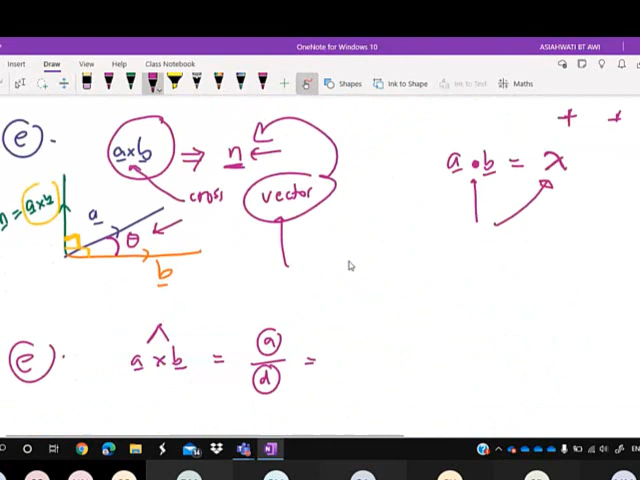 OneNote for Windows 10
ASIAHWATI BT AWI
Insert Draw View Help Class Notebook
Shapes Ink to Shape Ink to Text Maths
+ +
e.
a×b ⇒ n
a • b = λ
cross
vector
n = a×b
a
θ
b
e. a×b = a/d =
14